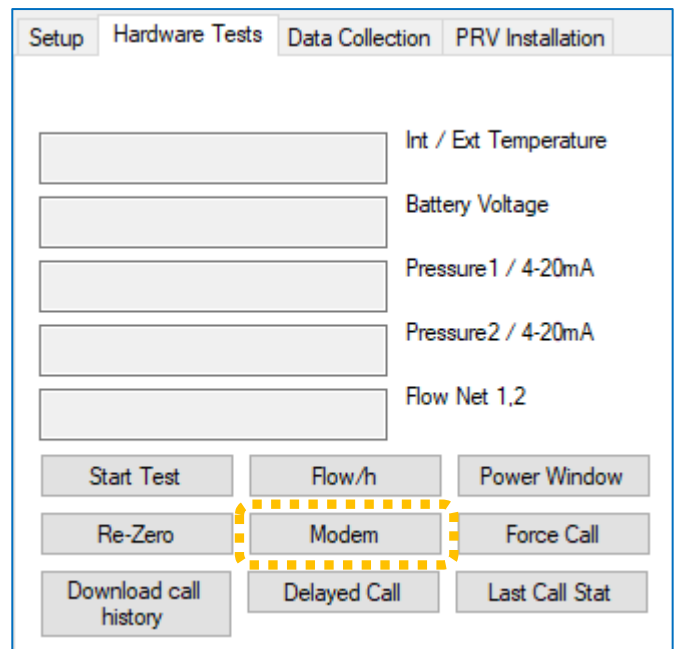 Setup Hardware Tests Data Collection PRV Installation
Int / Ext Temperature
Battery Voltage
Pressure1 / 4-20mA
Pressure2 / 4-20mA
Flow Net 1,2
Start Test Flow/h Power Window
Re-Zero Modem Force Call
Download call
history
Delayed Call Last Call Stat